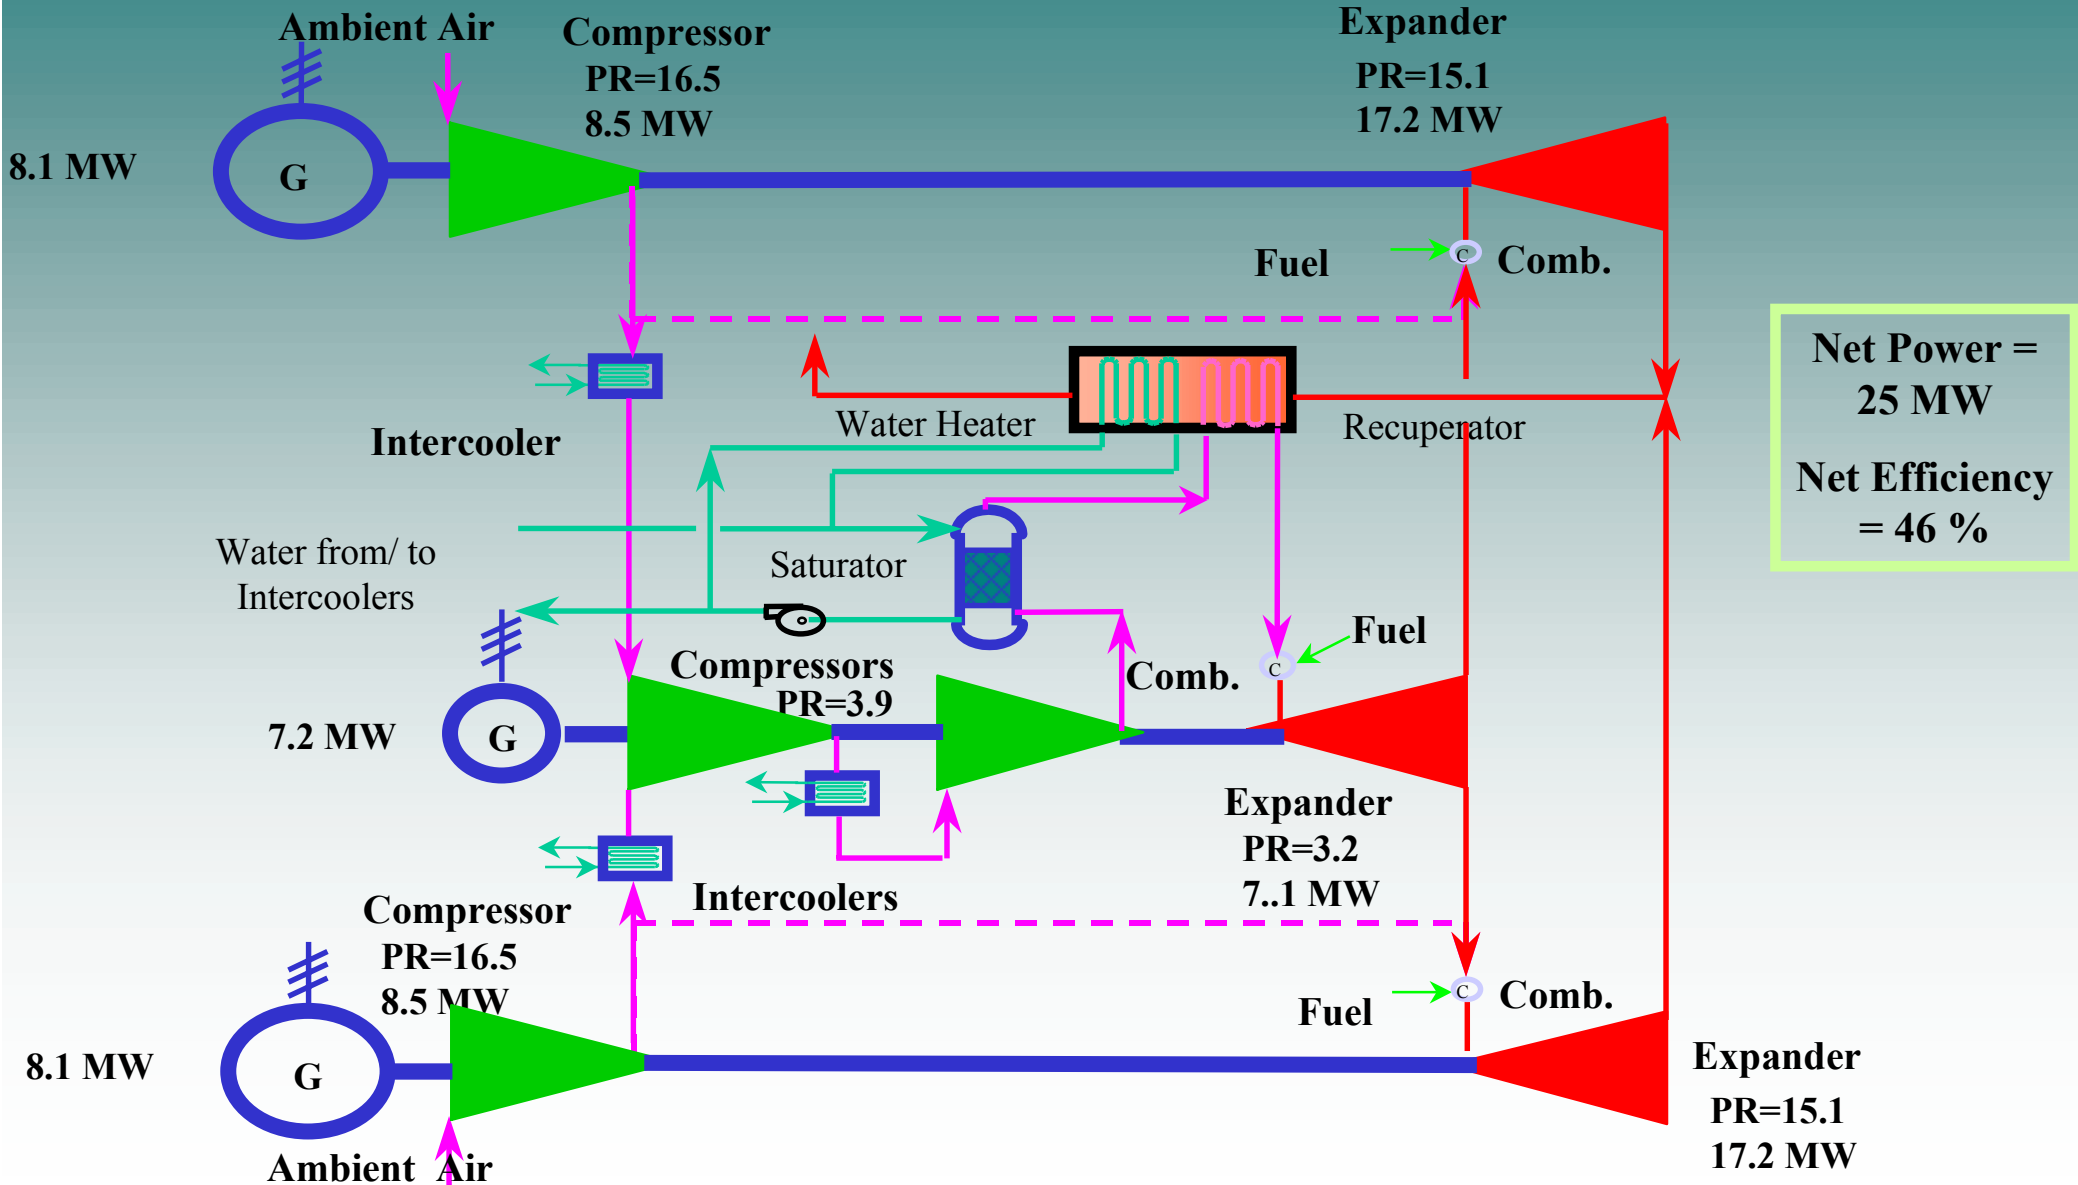 Ambient Air
Compressor
PR=16.5
8.5 MW
Expander
PR=15.1
17.2 MW
8.1 MW
G
Fuel
C
Comb.
Net Power =
25 MW
Net Efficiency
= 46 %
Intercooler
Water Heater
Recuperator
Water from/ to
Intercoolers
Saturator
Fuel
C
Comb.
Compressors
PR=3.9
7.2 MW
G
Expander
PR=3.2
7..1 MW
Intercoolers
Compressor
PR=16.5
8.5 MW
Fuel
C
Comb.
8.1 MW
G
Expander
PR=15.1
17.2 MW
Ambient Air